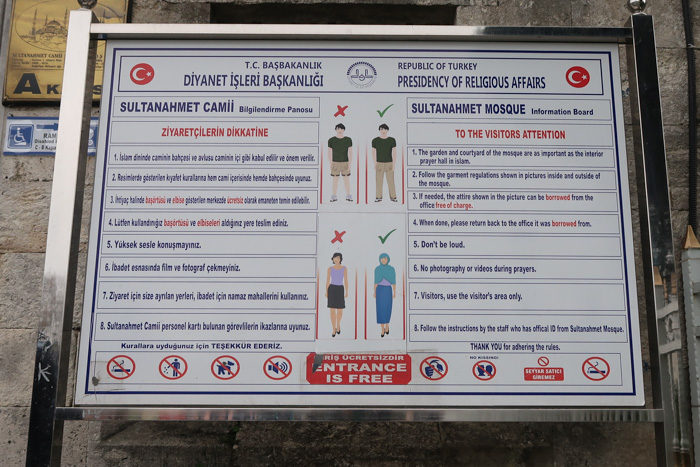 SULTANAHMET CAMİİ
A
RAM
Disabled
C - 8 Kapı
T.C. BAŞBAKANLIK
DİYANET İŞLERİ BAŞKANLIĞI
REPUBLIC OF TURKEY
PRESIDENCY OF RELIGIOUS AFFAIRS
SULTANAHMET CAMİİ Bilgilendirme Panosu
ZİYARETÇİLERİN DİKKATİNE
1. İslam dininde caminin bahçesi ve avlusu caminin içi gibi kabul edilir ve önem verilir.
2. Resimlerde gösterilen kıyafet kurallarına hem cami içerisinde hemde bahçesinde uyunuz.
3. İhtiyaç halinde başörtüsü ve elbise gösterilen merkezde ücretsiz olarak emaneten temin edilebilir.
4. Lütfen kullandığınız başörtüsü ve elbiseleri aldığınız yere teslim ediniz.
5. Yüksek sesle konuşmayınız.
6. İbadet esnasında film ve fotoğraf çekmeyiniz.
7. Ziyaret için size ayrılan yerleri, ibadet için namaz mahallerini kullanınız.
8. Sultanahmet Camii personel kartı bulunan görevlilerin ikazlarına uyunuz.
Kurallara uyduğunuz için TEŞEKKÜR EDERİZ.
SULTANAHMET MOSQUE Information Board
TO THE VISITORS ATTENTION
1. The garden and courtyard of the mosque are as important as the interior
prayer hall in islam.
2. Follow the garment regulations shown in pictures inside and outside of
the mosque.
3. If needed, the attire shown in the picture can be borrowed from the
office free of charge.
4. When done, please return back to the office it was borrowed from.
5. Don't be loud.
6. No photography or videos during prayers.
7. Visitors, use the visitor's area only.
8. Follow the instructions by the staff who has offical ID from Sultanahmet Mosque.
THANK YOU for adhering the rules.
RİŞ ÜCRETSİZDİR
ENTRANCE
IS FREE
NO KISSING!
SEYYAR SATICI
GİREMEZ